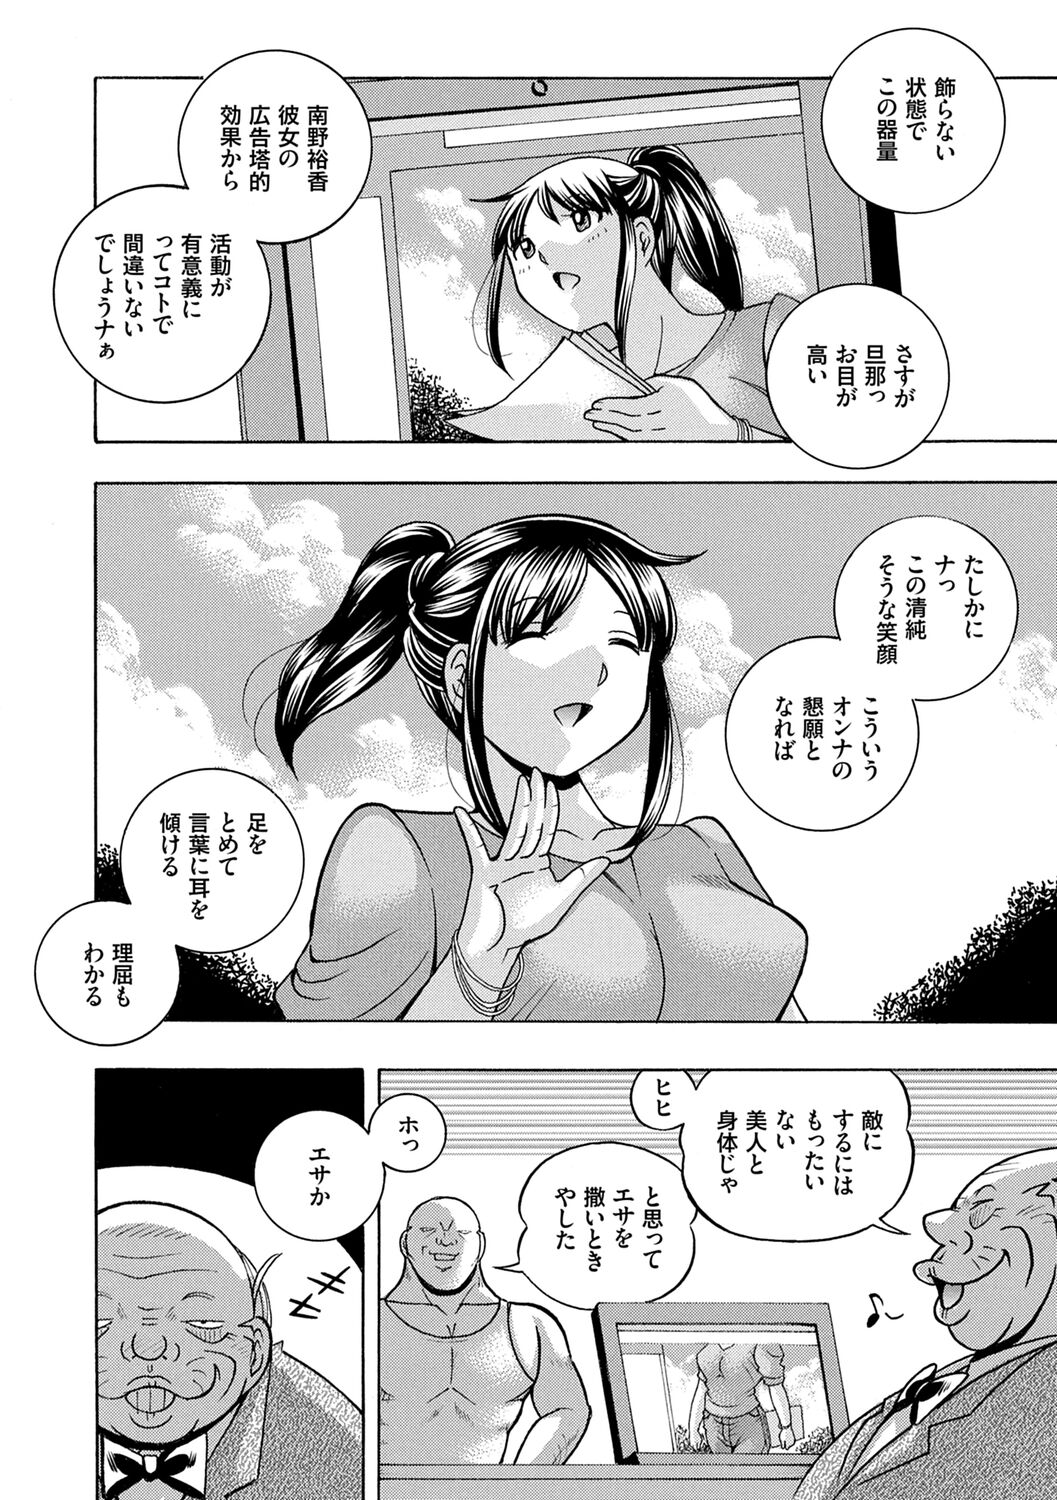 飾らない
状態で
この器量
さすが
旦那っ
お目が
高い
南野裕香
彼女の
広告塔的
効果から
活動が
有意義に
ってコトで
間違いない
でしょうナぁ
たしかに
ナっ
この清純
そうな笑顔
こういう
オンナの
懇願と
なれば
足を
とめて
言葉に耳を
傾ける
理屈も
わかる
敵に
するには
もったい
ない
美人と
身体じゃ
ヒヒ
と思って
エサを
撒いとき
やした
ホっ
エサか